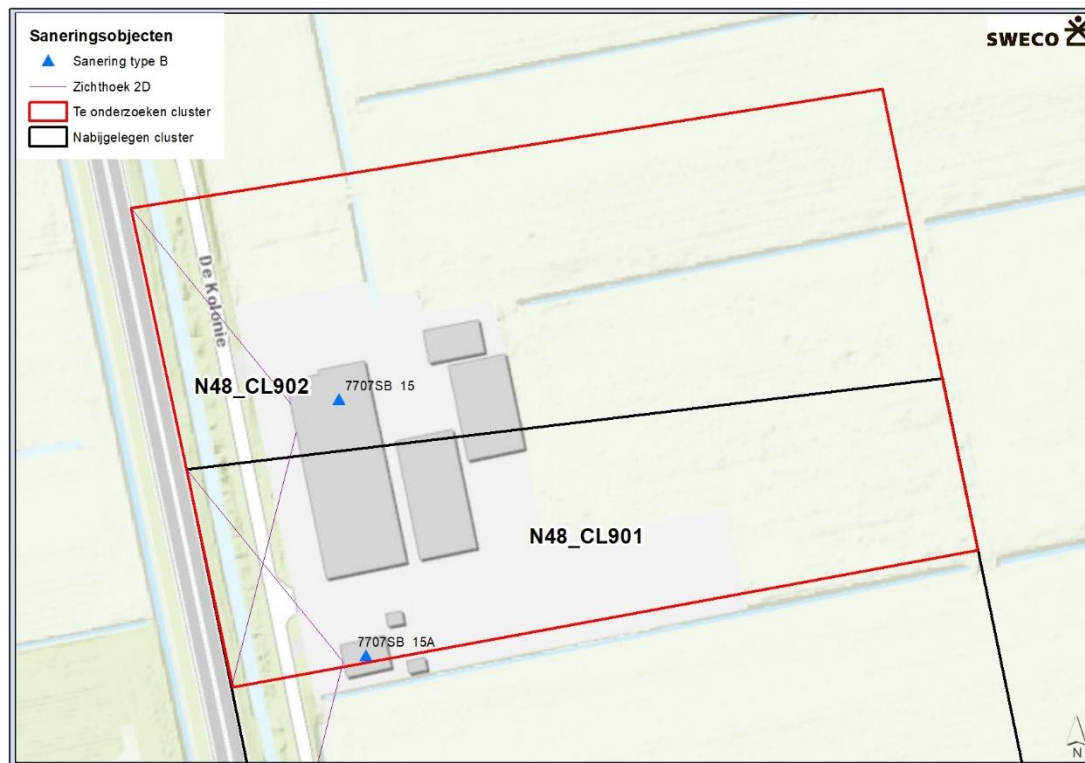 Saneringsobjecten
Sanering type B
Zichthoek 2D
Te onderzoeken cluster
Nabijgelegen cluster
SWECO
De Kolonie
N48_CL902
7707SB 15
N48_CL901
7707SB 15A
N